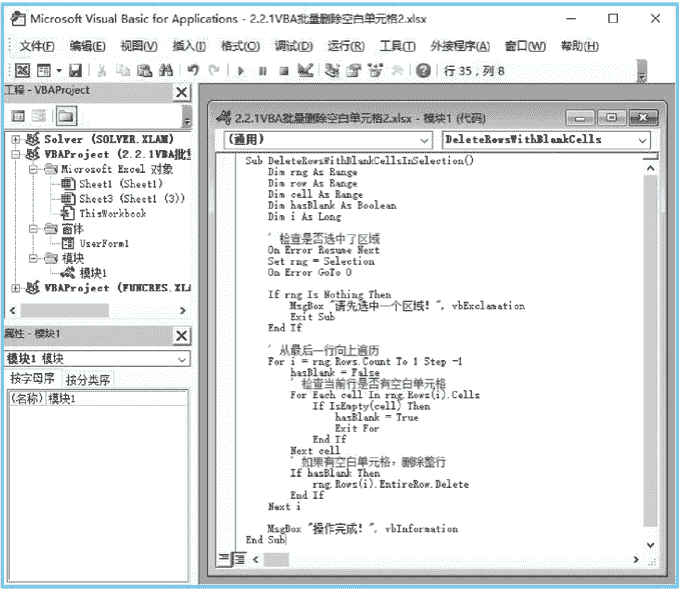 Microsoft Visual Basic for Applications - 2.2.1VBA批量删除空白单元格2.xlsx
文件(F) 编辑(E) 视图(V) 插入(I) 格式(O) 调试(D) 运行(R) 工具(T) 外接程序(A) 窗口(W) 帮助(H)
行 35 , 列 8
工程 - VBAProject
Solver (SOLVER.XLAM)
VBAProject (2.2.1VBA批
Microsoft Excel 对象
Sheet1 (Sheet1)
Sheet3 (Sheet1 (3))
ThisWorkbook
窗体
UserForm1
模块
模块1
VBAProject (FUNCRES.XLA
属性 - 模块1
模块1 模块
按字母序 按分类序
(名称) 模块1
2.2.1VBA批量删除空白单元格2.xlsx - 模块1 (代码)
(通用) DeleteRowsWithBlankCells
Sub DeleteRowsWithBlankCellsInSelection()
Dim rng As Range
Dim row As Range
Dim cell As Range
Dim hasBlank As Boolean
Dim i As Long
' 检查是否选中了区域
On Error Resume Next
Set rng = Selection
On Error GoTo 0
If rng Is Nothing Then
MsgBox "请先选中一个区域！", vbExclamation
Exit Sub
End If
' 从最后一行向上遍历
For i = rng.Rows.Count To 1 Step -1
hasBlank = False
' 检查当前行是否有空白单元格
For Each cell In rng.Rows(i).Cells
If IsEmpty(cell) Then
hasBlank = True
Exit For
End If
Next cell
' 如果有空白单元格，删除整行
If hasBlank Then
rng.Rows(i).EntireRow.Delete
End If
Next i
MsgBox "操作完成！", vbInformation
End Sub